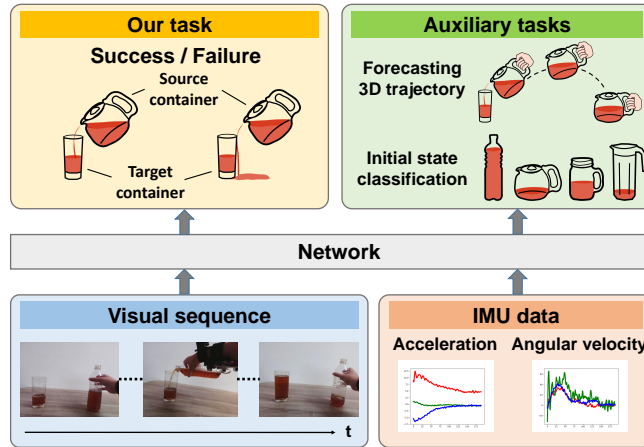 Our task
Success / Failure
Source
container
Target
container
Auxiliary tasks
Forecasting
3D trajectory
Initial state
classification
Network
Visual sequence
t
IMU data
Acceleration
Angular velocity